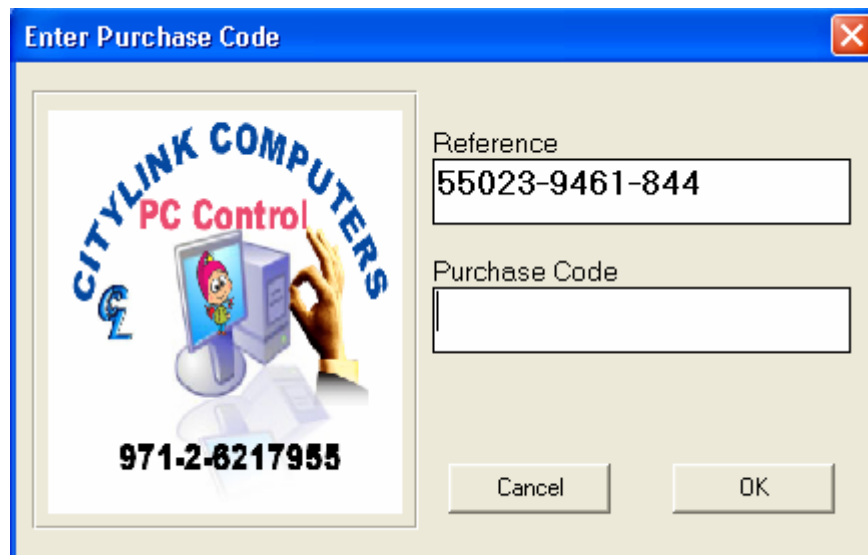 Enter Purchase Code
CITYLINK COMPUTERS
PC Control
CL
971-2-6217955
Reference
55023-9461-844
Purchase Code
Cancel
OK